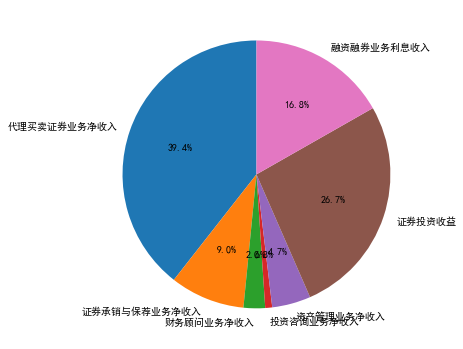 融资融券业务利息收入
16.8%
代理买卖证券业务净收入
39.4%
26.7%
证券投资收益
9.0%
4.7%
证券承销与保荐业务净收入
财务顾问业务净收入
投资咨询业务净收入
资产管理业务净收入